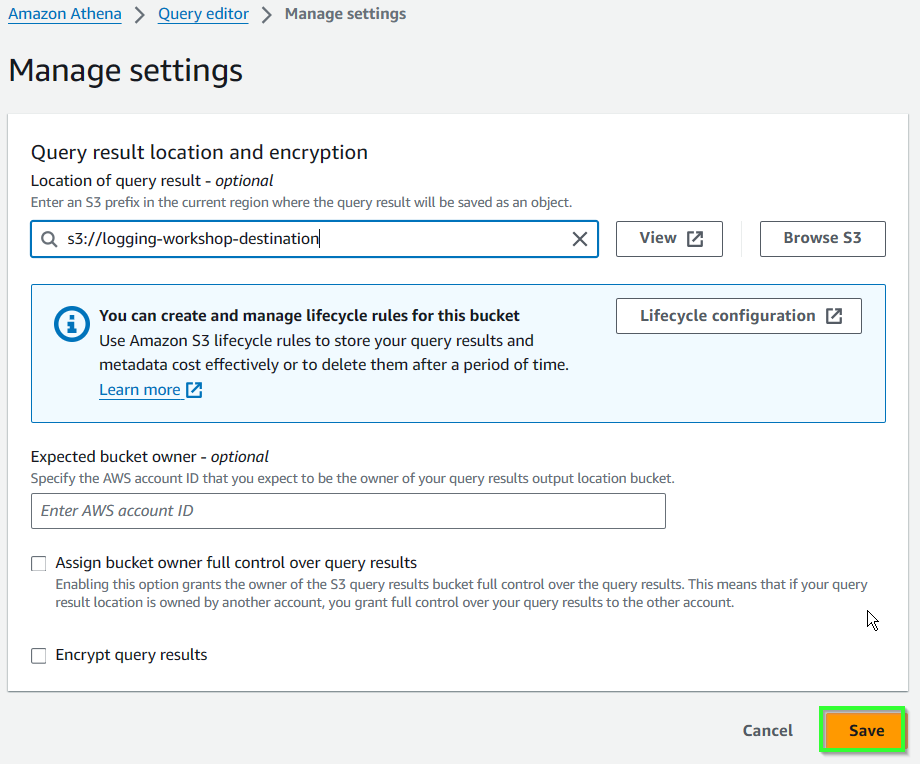 Amazon Athena > Query editor > Manage settings
Manage settings
Query result location and encryption
Location of query result - optional
Enter an S3 prefix in the current region where the query result will be saved as an object.
s3://logging-workshop-destination
View
Browse S3
You can create and manage lifecycle rules for this bucket
Lifecycle configuration
Use Amazon S3 lifecycle rules to store your query results and
metadata cost effectively or to delete them after a period of time.
Learn more
Expected bucket owner - optional
Specify the AWS account ID that you expect to be the owner of your query results output location bucket.
Enter AWS account ID
Assign bucket owner full control over query results
Enabling this option grants the owner of the S3 query results bucket full control over the query results. This means that if your query
result location is owned by another account, you grant full control over your query results to the other account.
Encrypt query results
Cancel
Save